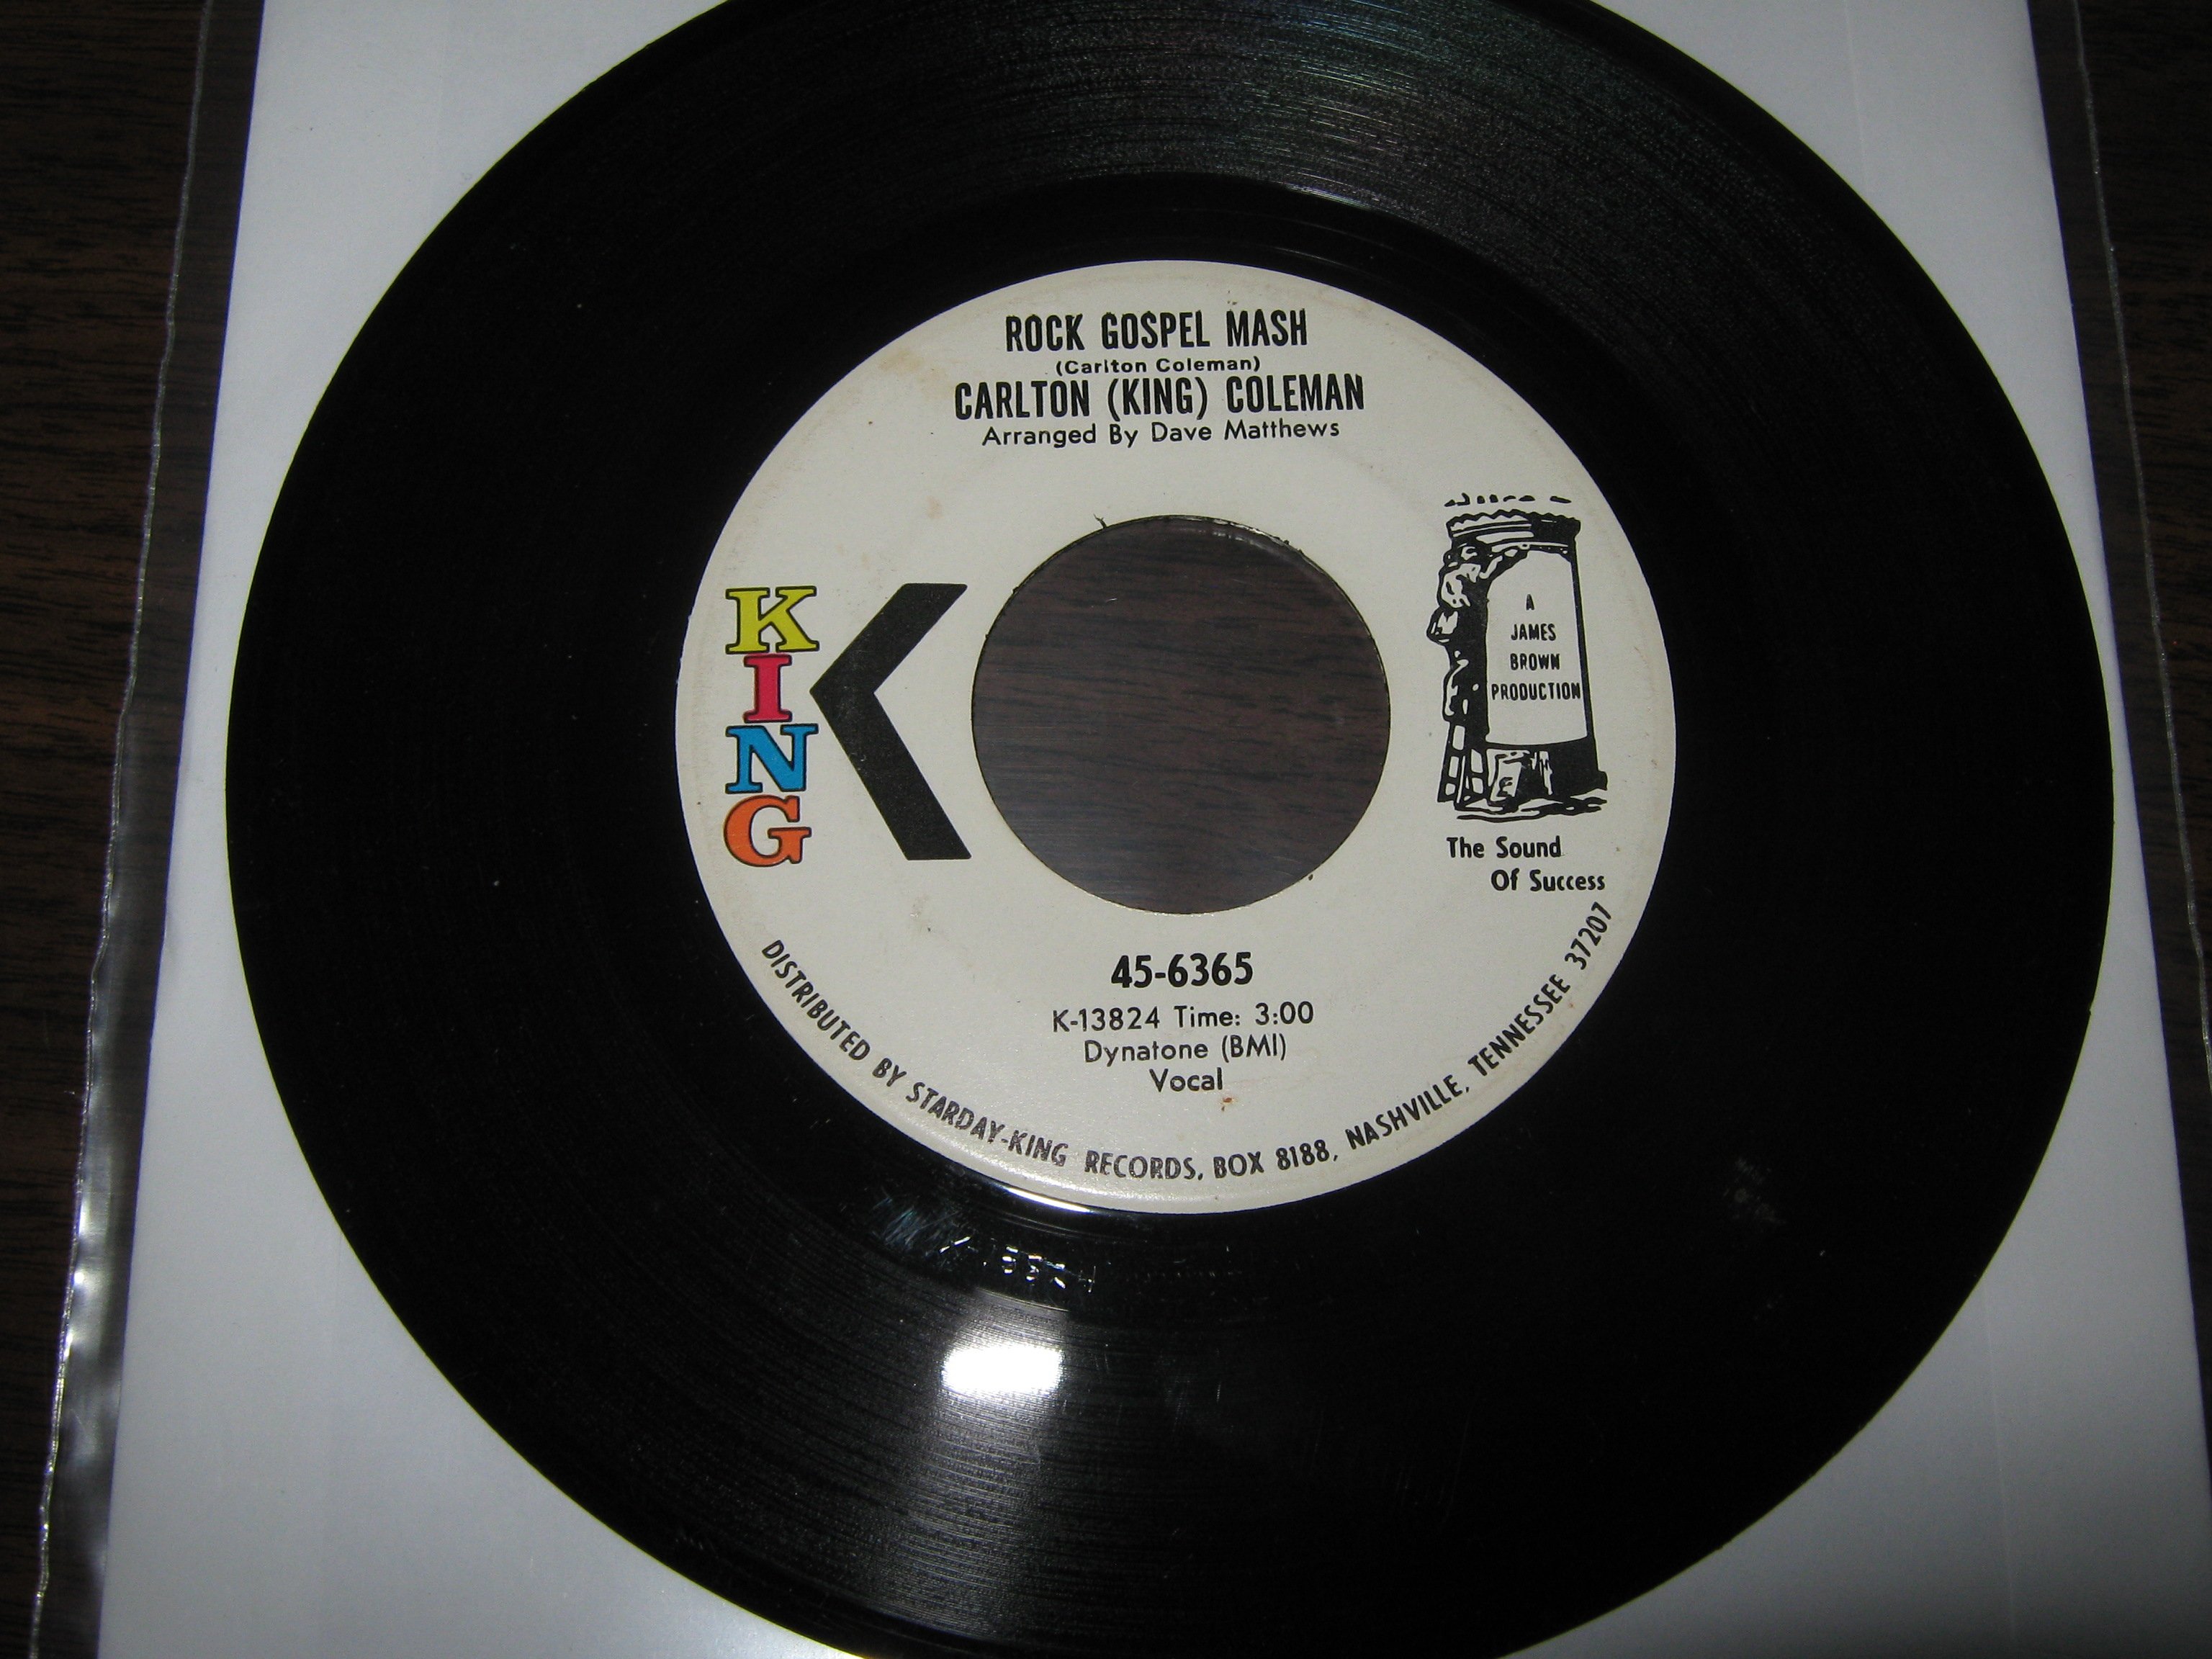 ROCK GOSPEL MASH
(Carlton Coleman)
CARLTON (KING) COLEMAN
Arranged By Dave Matthews
KING
K
A
JAMES
BROWN
PRODUCTION
The Sound
Of Success
45-6365
K-13824 Time: 3:00
Dynatone (BMI)
Vocal
DISTRIBUTED BY STARDAY-KING RECORDS, BOX 8188, NASHVILLE, TENNESSEE 37207